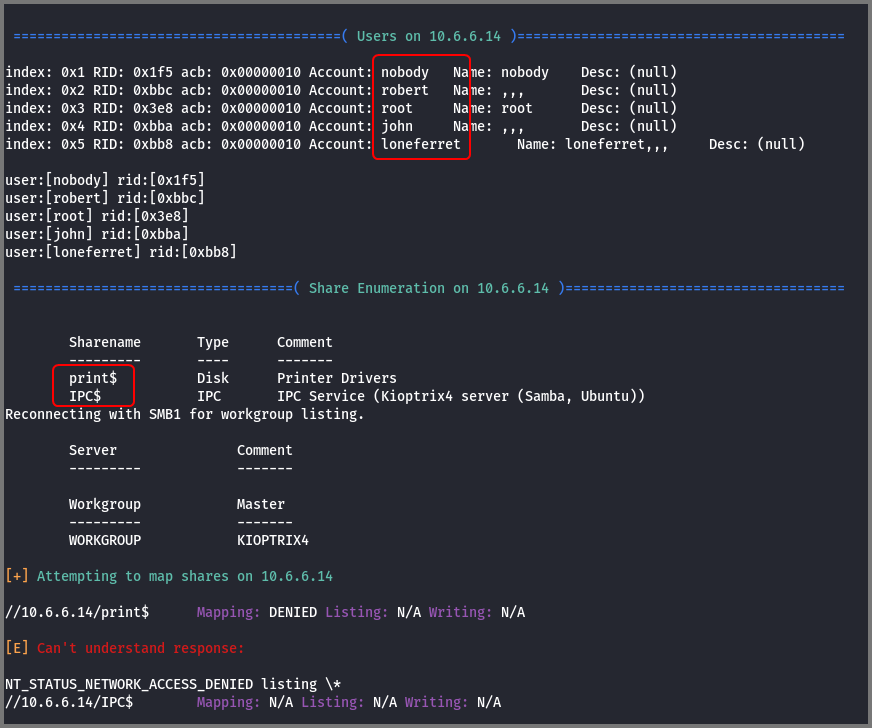 =========================================( Users on 10.6.6.14 )=========================================
index: 0x1 RID: 0x1f5 acb: 0x00000010 Account: nobody   Name: nobody    Desc: (null)
index: 0x2 RID: 0xbbc acb: 0x00000010 Account: robert   Name: ,,,       Desc: (null)
index: 0x3 RID: 0x3e8 acb: 0x00000010 Account: root     Name: root      Desc: (null)
index: 0x4 RID: 0xbba acb: 0x00000010 Account: john     Name: ,,,       Desc: (null)
index: 0x5 RID: 0xbb8 acb: 0x00000010 Account: loneferret       Name: loneferret,,,     Desc: (null)
user:[nobody] rid:[0x1f5]
user:[robert] rid:[0xbbc]
user:[root] rid:[0x3e8]
user:[john] rid:[0xbba]
user:[loneferret] rid:[0xbb8]
===================================( Share Enumeration on 10.6.6.14 )===================================
Sharename       Type      Comment
---------       ----      -------
print$          Disk      Printer Drivers
IPC$            IPC       IPC Service (Kioptrix4 server (Samba, Ubuntu))
Reconnecting with SMB1 for workgroup listing.
Server               Comment
---------            -------
Workgroup            Master
---------            -------
WORKGROUP            KIOPTRIX4
[+] Attempting to map shares on 10.6.6.14
//10.6.6.14/print$      Mapping: DENIED Listing: N/A Writing: N/A
[E] Can't understand response:
NT_STATUS_NETWORK_ACCESS_DENIED listing \*
//10.6.6.14/IPC$        Mapping: N/A Listing: N/A Writing: N/A